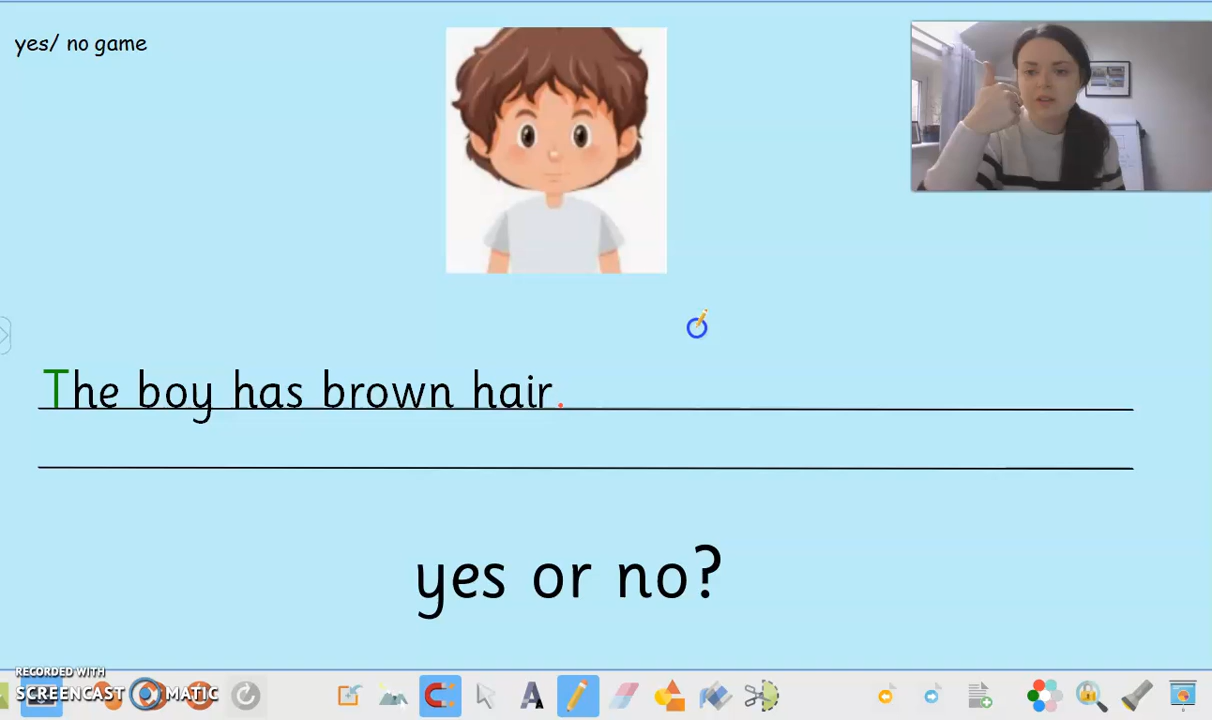 yes/ no game
The boy has brown hair.
yes or no?
RECORDED WITH
SCREENCAST MATIC